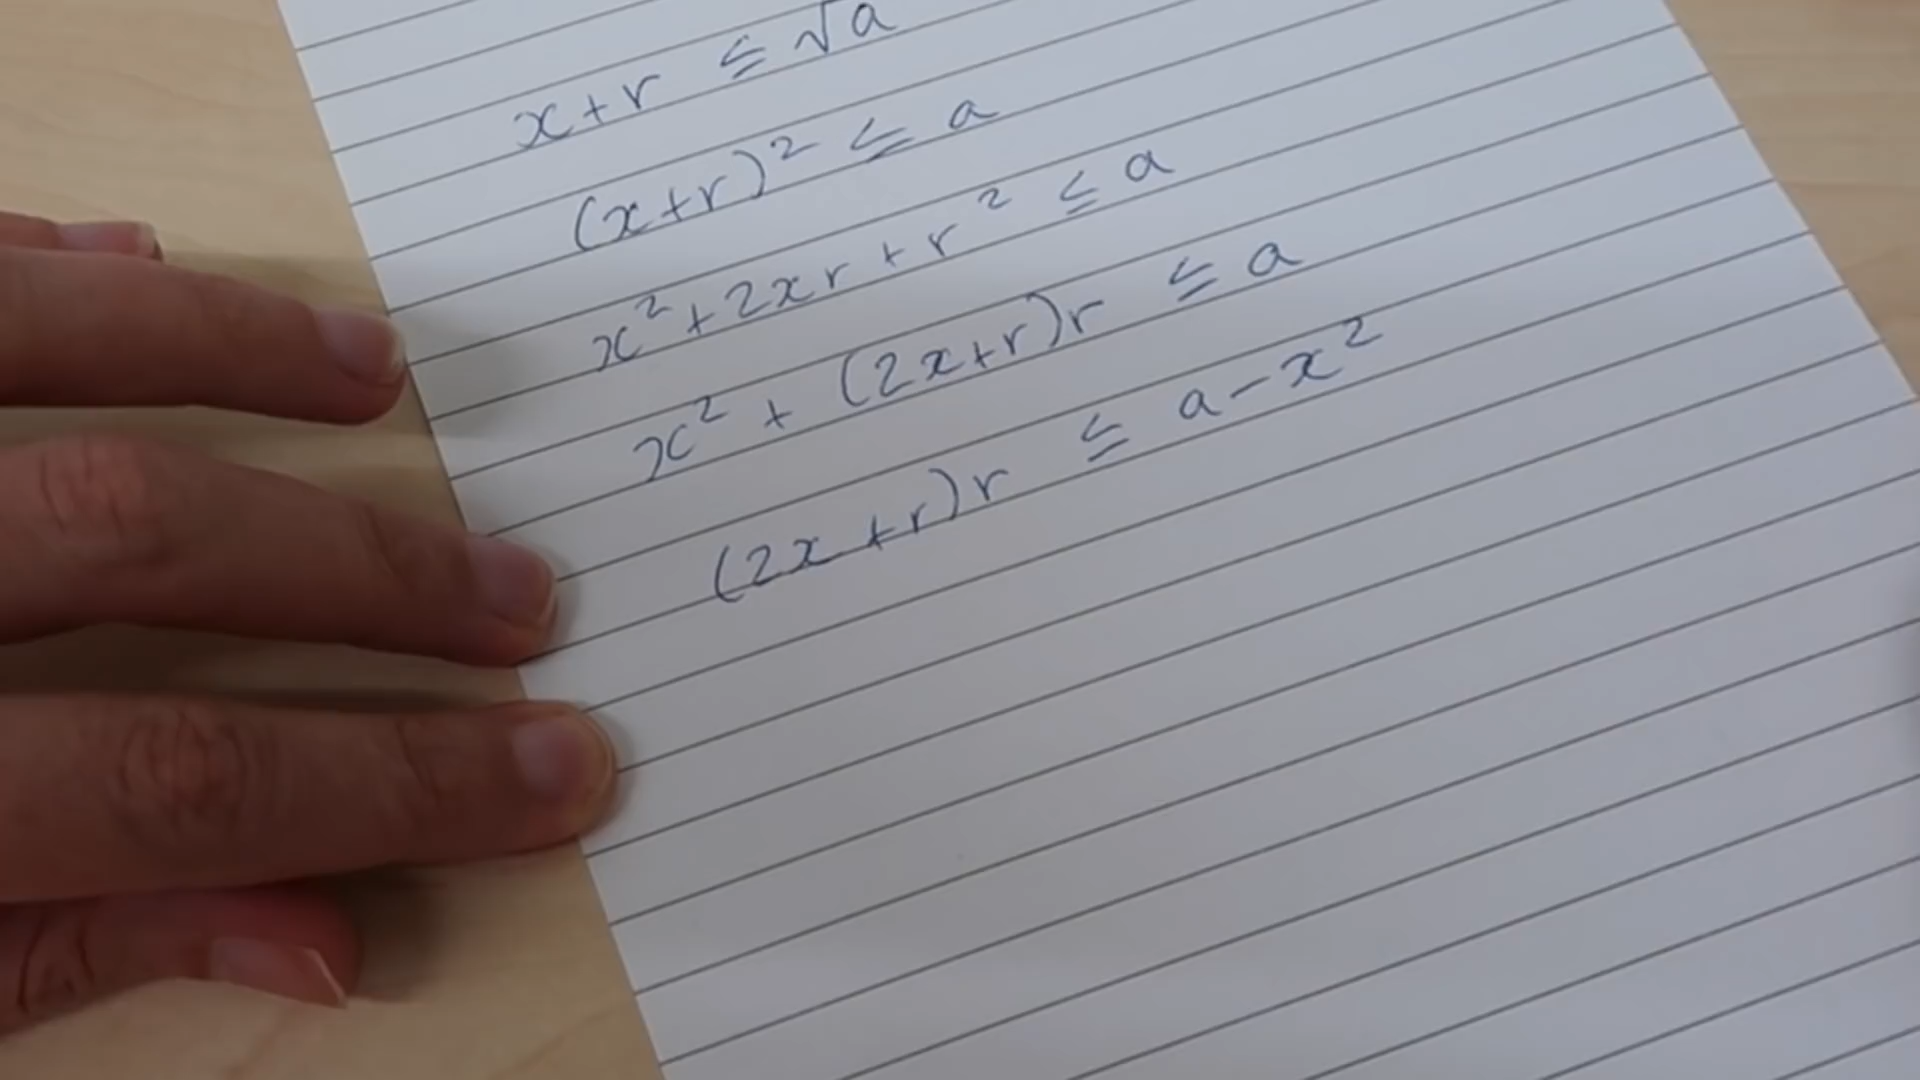 x+r ≤ √a
(x+r)² ≤ a
x²+2xr+r² ≤ a
x² + (2x+r)r ≤ a
(2x+r)r ≤ a-x²